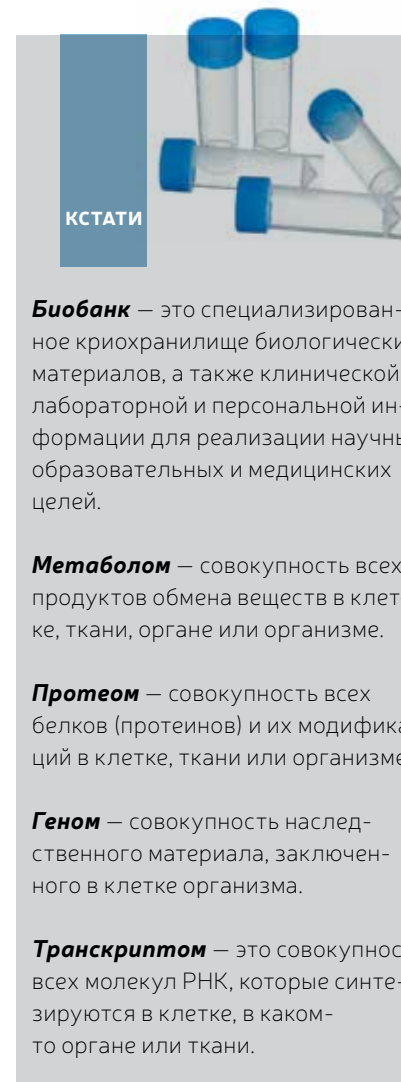 КСТАТИ
Биобанк – это специализирован-
ное криохранилище биологически
материалов, а также клинической
лабораторной и персональной ин-
формации для реализации научн
образовательных и медицинских
целей.
Метаболом – совокупность всех
продуктов обмена веществ в клет
ке, ткани, органе или организме.
Протеом – совокупность всех
белков (протеинов) и их модифика
ций в клетке, ткани или организме
Геном – совокупность наслед-
ственного материала, заключен-
ного в клетке организма.
Транскриптом – это совокупнос
всех молекул РНК, которые синте-
зируются в клетке, в каком-
то органе или ткани.